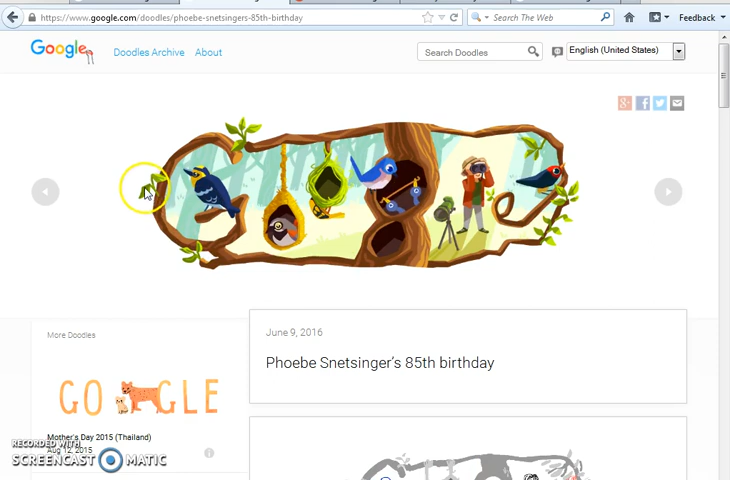 https://www.google.com/doodles/phoebe-snetsingers-85th-birthday
Search The Web
Feedback
Google
Doodles Archive
About
Search Doodles
English (United States)
June 9, 2016
Phoebe Snetsinger's 85th birthday
More Doodles
GO GLE
Mother's Day 2015 (Thailand)
Aug 12, 2015
RECORDED WITH
SCREENCAST MATIC